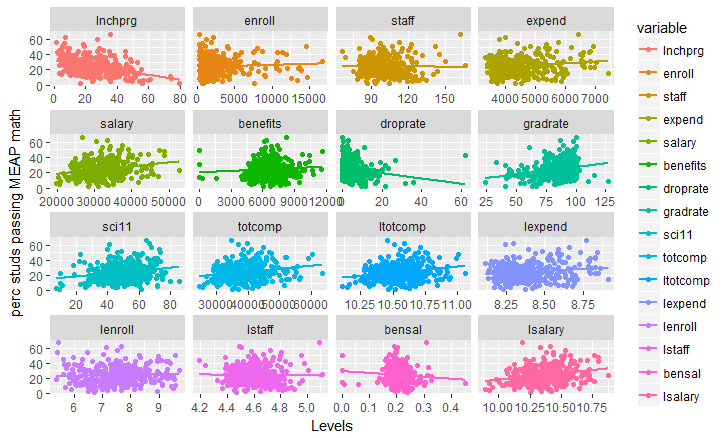 lnchprg enroll staff expend
60
40
20
0
0 20 40 60 80 0 5000 10000 15000 90 120 150 4000 5000 6000 7000
salary benefits droprate gradrate
60
40
20
0
20000 30000 40000 50000 0 3000 6000 9000 12000 0 20 40 60 25 50 75 100 125
sci11 totcomp ltotcomp lexpend
60
40
20
0
20 40 60 80 30000 40000 50000 60000 10.25 10.50 10.75 11.00 8.25 8.50 8.75
lenroll lstaff bensal lsalary
60
40
20
0
6 7 8 9 4.2 4.4 4.6 4.8 5.0 0.0 0.1 0.2 0.3 0.4 10.00 10.25 10.50 10.75
Levels
perc studs passing MEAP math
variable
lnchprg
enroll
staff
expend
salary
benefits
droprate
gradrate
sci11
totcomp
ltotcomp
lexpend
lenroll
lstaff
bensal
lsalary